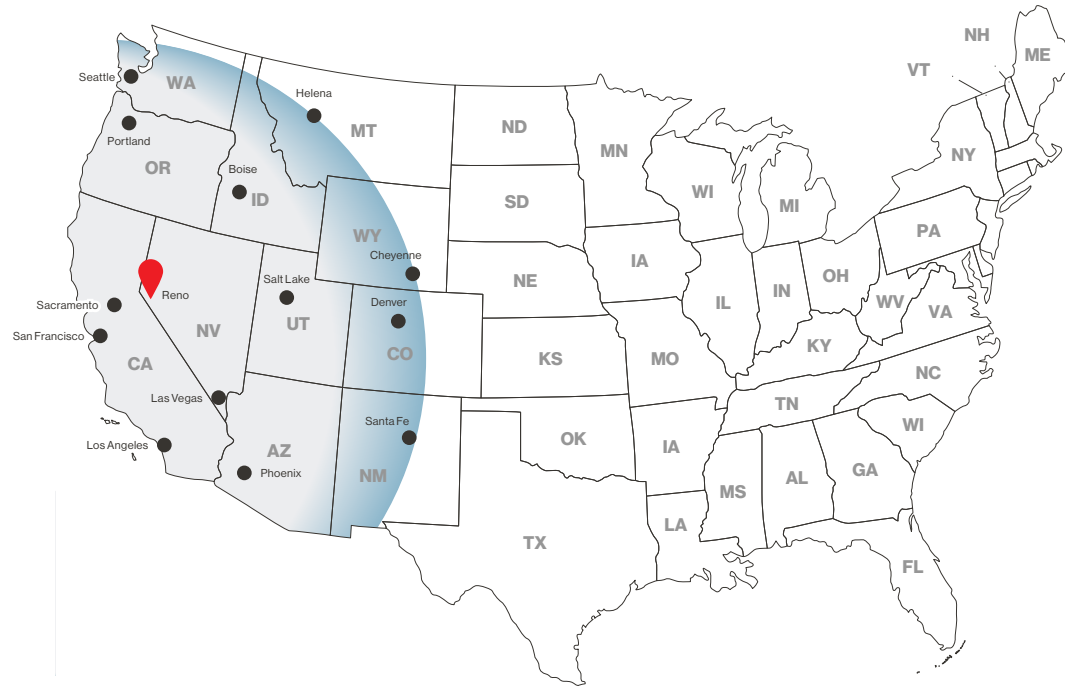 NH
ME
VT
Seattle
WA
Helena
MT
ND
MN
NY
Portland
OR
Boise
ID
SD
WI
MI
WY
Cheyenne
PA
Salt Lake
Reno
Sacramento
San Francisco
NV
UT
Denver
CO
NE
IA
IL
IN
OH
WV
VA
CA
KS
MO
KY
NC
Las Vegas
TN
Los Angeles
AZ
Phoenix
Santa Fe
NM
OK
IA
WI
MS
AL
GA
LA
TX
FL